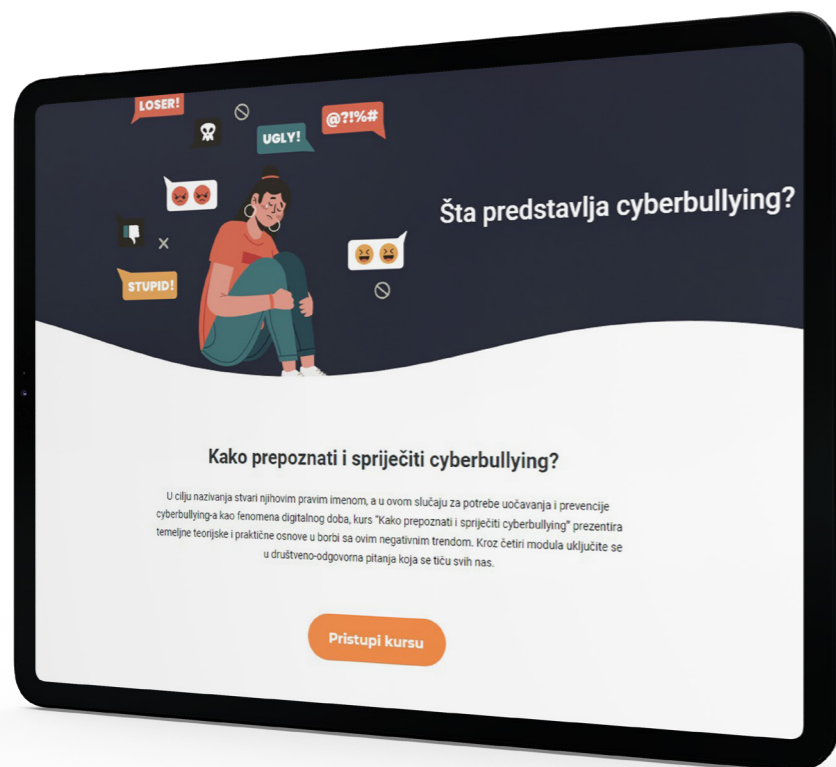 LOSER!
@?!%#
UGLY!
STUPID!
Šta predstavlja cyberbullying?
Kako prepoznati i spriječiti cyberbullying?
U cilju nazivanja stvari njihovim pravim imenom, a u ovom slučaju za potrebe uočavanja i prevencije
cyberbullying-a kao fenomena digitalnog doba, kurs "Kako prepoznati i spriječiti cyberbullying" prezentira
temeljne teorijske i praktične osnove u borbi sa ovim negativnim trendom. Kroz četiri modula uključite se
u društveno-odgovorna pitanja koja se tiču svih nas.
Pristupi kursu